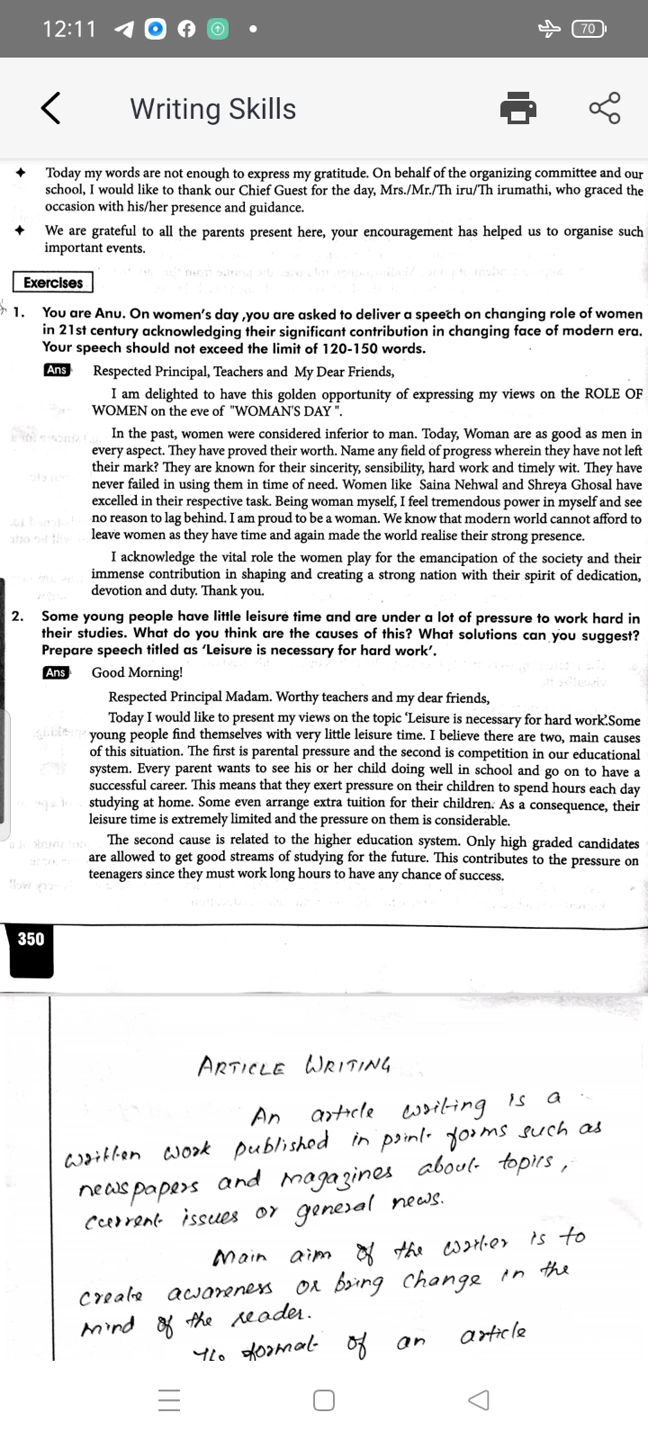 12:11
70
Writing Skills
✦ Today my words are not enough to express my gratitude. On behalf of the organizing committee and our
school, I would like to thank our Chief Guest for the day, Mrs./Mr./Th iru/Th irumathi, who graced the
occasion with his/her presence and guidance.
✦ We are grateful to all the parents present here, your encouragement has helped us to organise such
important events.
Exercises
1. You are Anu. On women's day ,you are asked to deliver a speech on changing role of women
in 21st century acknowledging their significant contribution in changing face of modern era.
Your speech should not exceed the limit of 120-150 words.
Ans Respected Principal, Teachers and My Dear Friends,
I am delighted to have this golden opportunity of expressing my views on the ROLE OF
WOMEN on the eve of "WOMAN'S DAY ".
In the past, women were considered inferior to man. Today, Woman are as good as men in
every aspect. They have proved their worth. Name any field of progress wherein they have not left
their mark? They are known for their sincerity, sensibility, hard work and timely wit. They have
never failed in using them in time of need. Women like Saina Nehwal and Shreya Ghosal have
excelled in their respective task. Being woman myself, I feel tremendous power in myself and see
no reason to lag behind. I am proud to be a woman. We know that modern world cannot afford to
leave women as they have time and again made the world realise their strong presence.
I acknowledge the vital role the women play for the emancipation of the society and their
immense contribution in shaping and creating a strong nation with their spirit of dedication,
devotion and duty. Thank you.
2. Some young people have little leisure time and are under a lot of pressure to work hard in
their studies. What do you think are the causes of this? What solutions can you suggest?
Prepare speech titled as ‘Leisure is necessary for hard work’.
Ans Good Morning!
Respected Principal Madam. Worthy teachers and my dear friends,
Today I would like to present my views on the topic ‘Leisure is necessary for hard work’.Some
young people find themselves with very little leisure time. I believe there are two, main causes
of this situation. The first is parental pressure and the second is competition in our educational
system. Every parent wants to see his or her child doing well in school and go on to have a
successful career. This means that they exert pressure on their children to spend hours each day
studying at home. Some even arrange extra tuition for their children. As a consequence, their
leisure time is extremely limited and the pressure on them is considerable.
The second cause is related to the higher education system. Only high graded candidates
are allowed to get good streams of studying for the future. This contributes to the pressure on
teenagers since they must work long hours to have any chance of success.
350
ARTICLE WRITING
An article writing is a
written work published in print forms such as
newspapers and magazines about topics,
current issues or general news.
Main aim of the writer is to
create awareness or bring change in the
mind of the reader.
The format of an article